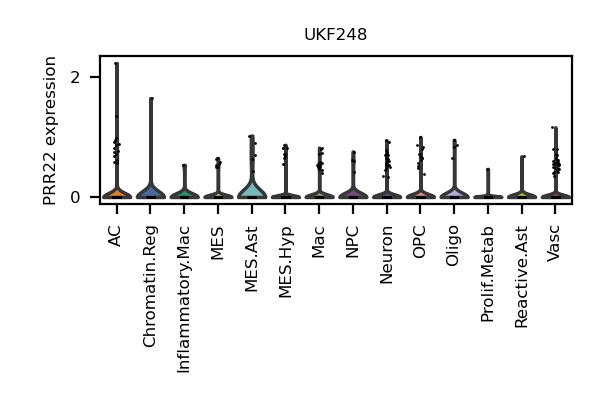 UKF248
PRR22 expression
2
0
AC
Chromatin.Reg
Inflammatory.Mac
MES
MES.Ast
MES.Hyp
Mac
NPC
Neuron
OPC
Oligo
Prolif.Metab
Reactive.Ast
Vasc